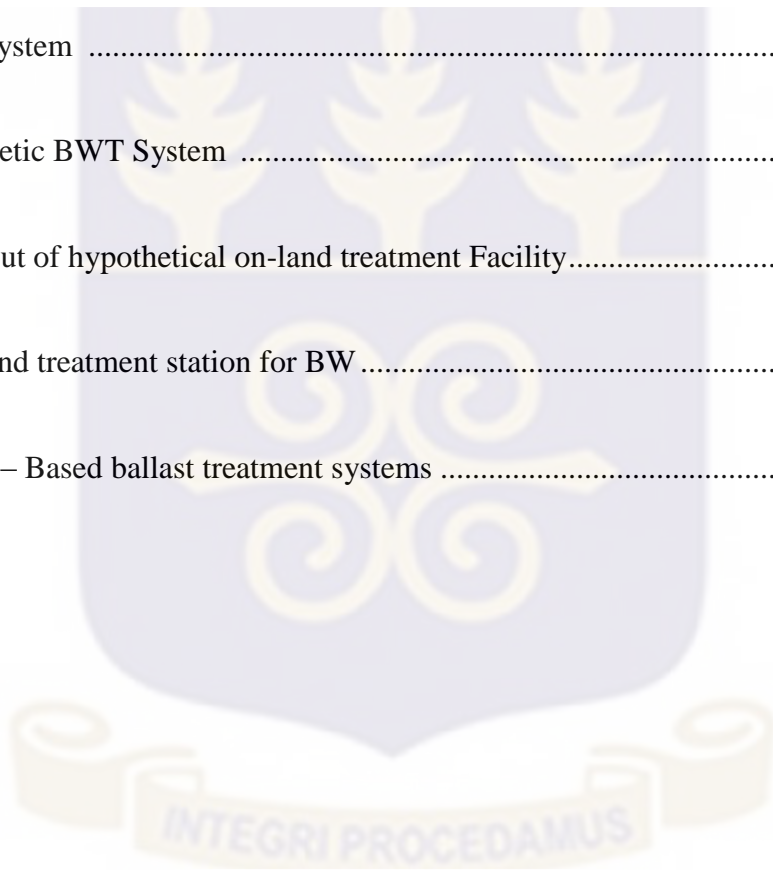 ystem ................................................................................................
etic BWT System ...........................................................................
ut of hypothetical on-land treatment Facility.............................
nd treatment station for BW..........................................................
– Based ballast treatment systems ...............................................
INTEGRI PROCEDAMUS